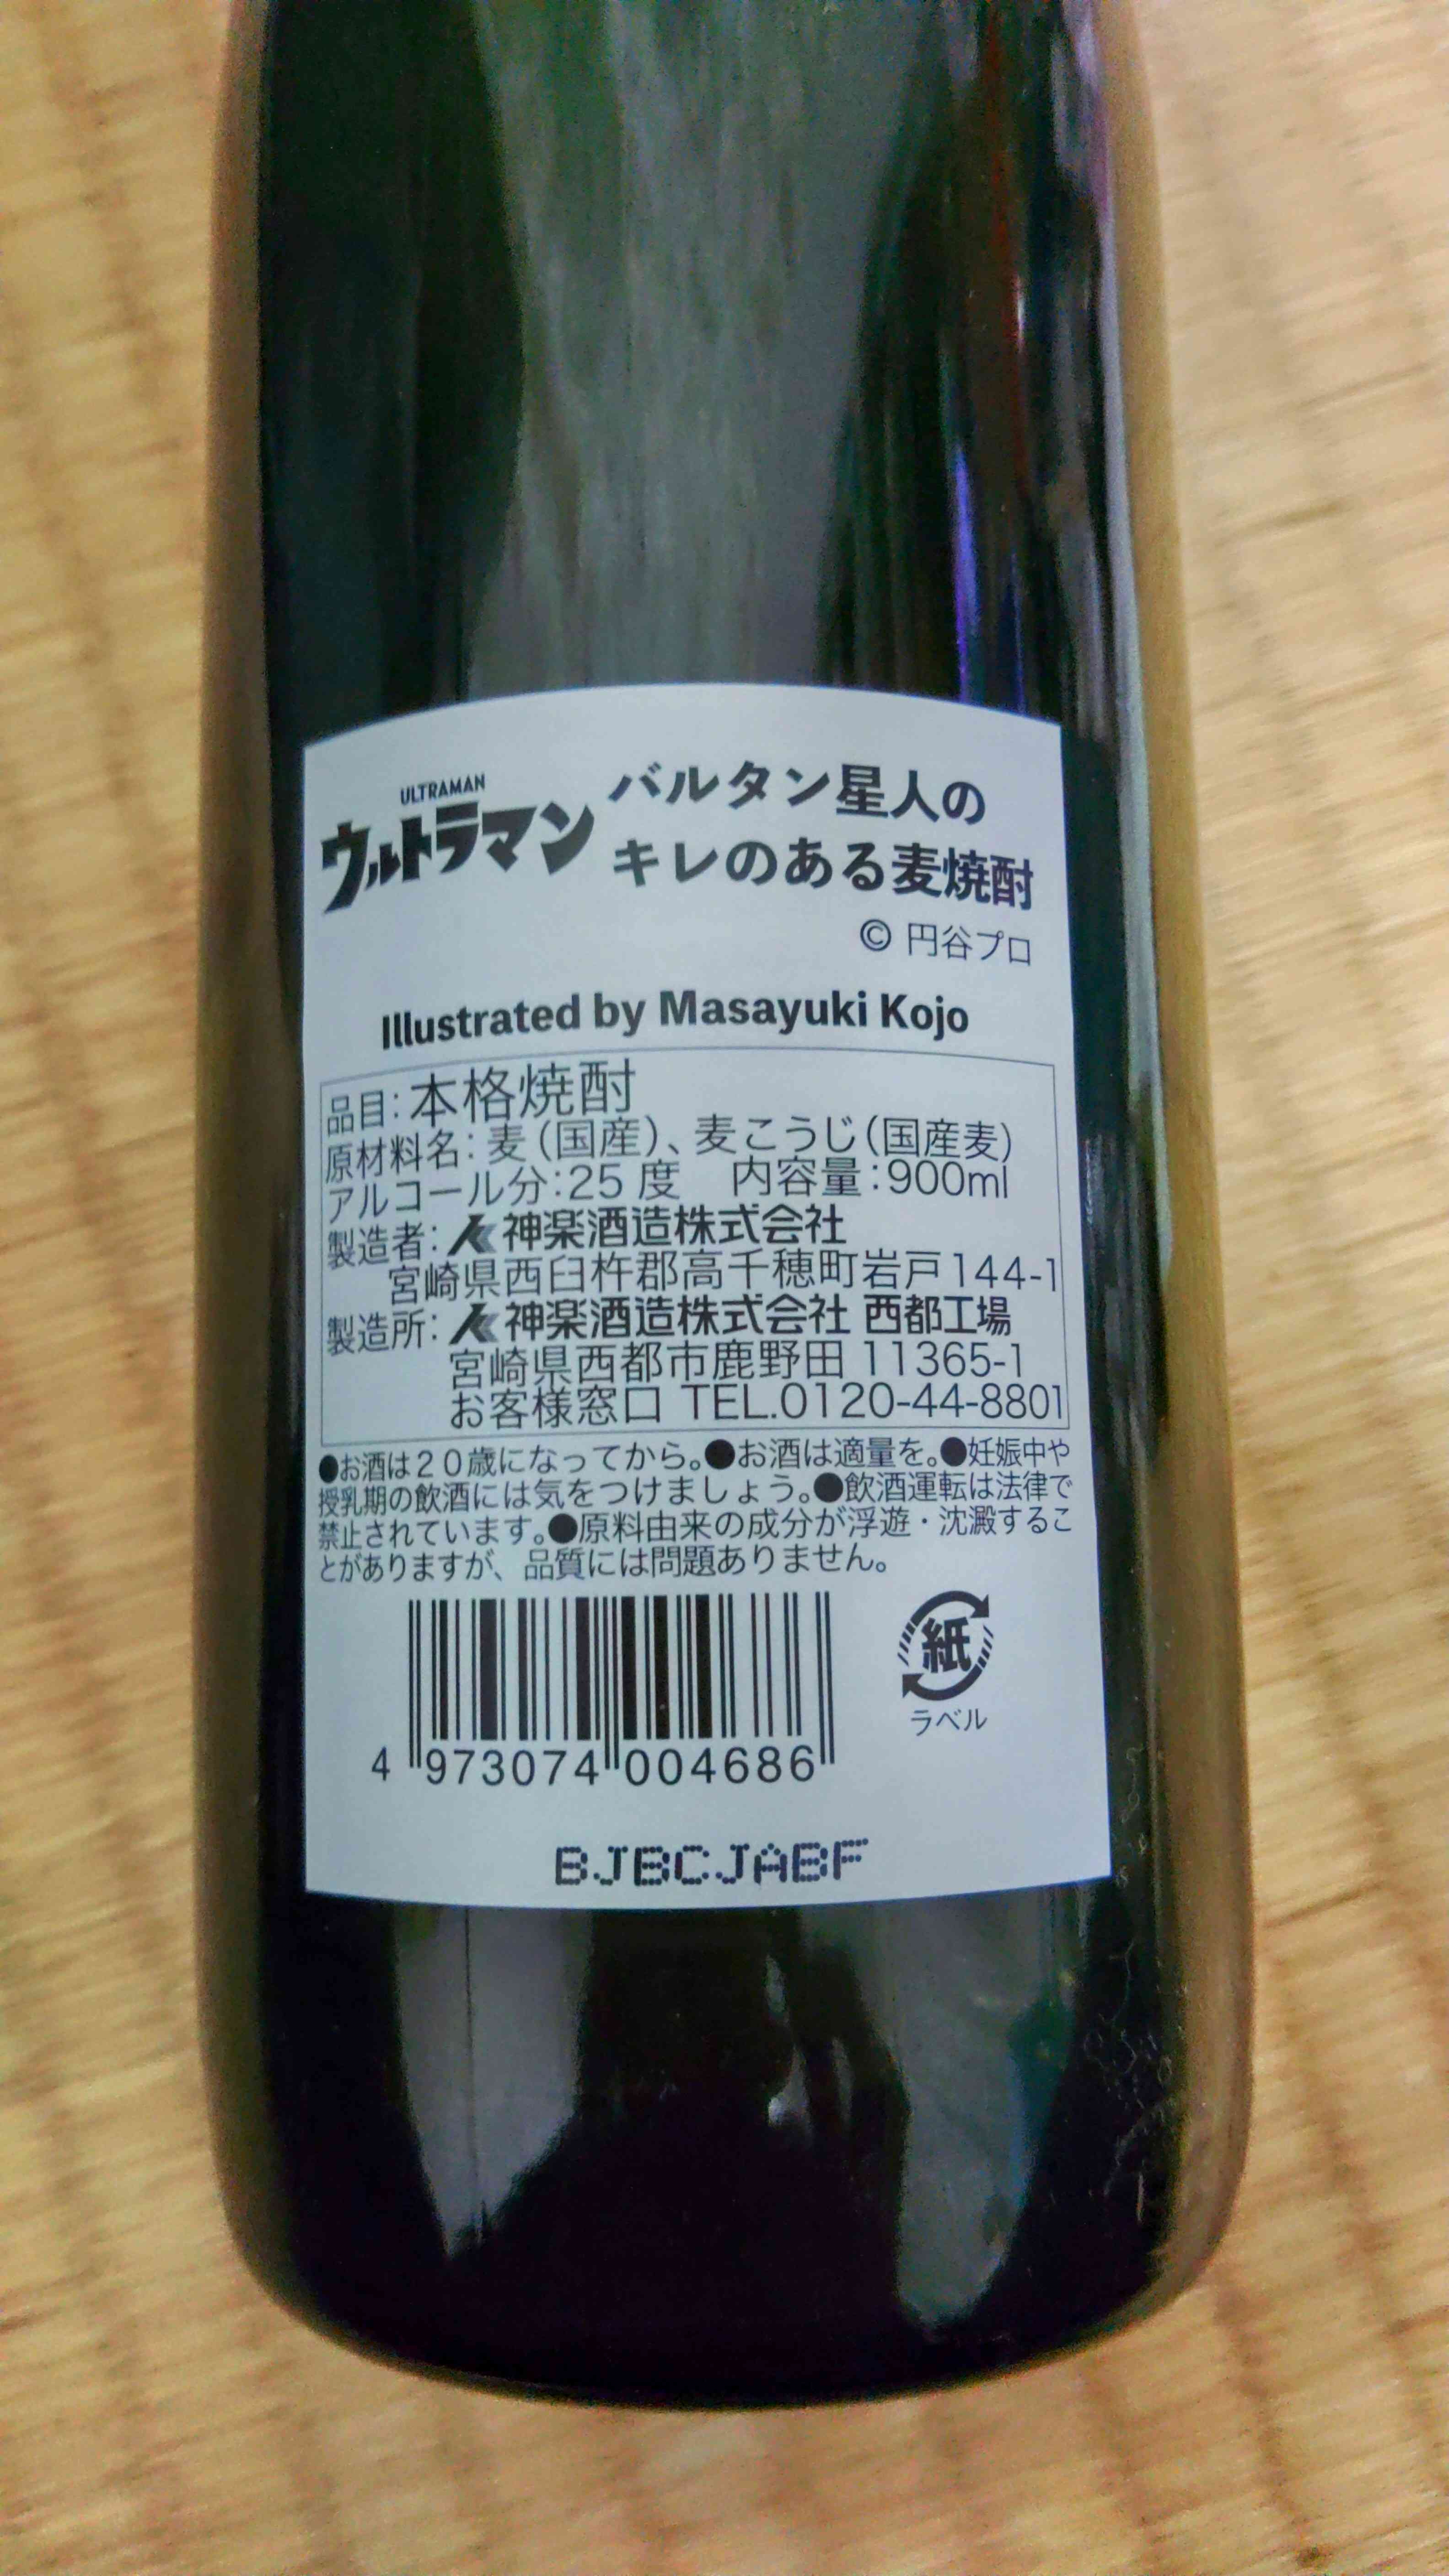 ULTRAMAN
ウルトラマン
バルタン星人の
キレのある麦焼酎
© 円谷プロ
Illustrated by Masayuki Kojo
品目:本格焼酎
原材料名:麦(国産)、麦こうじ(国産麦)
アルコール分:25度 内容量:900ml
製造者:神楽酒造株式会社
宮崎県西臼杵郡高千穂町岩戸144-1
製造所:神楽酒造株式会社 西都工場
宮崎県西都市鹿野田 11365-1
お客様窓口 TEL.0120-44-8801
●お酒は20歳になってから。●お酒は適量を。●妊娠中や
授乳期の飲酒には気をつけましょう。●飲酒運転は法律で
禁止されています。●原料由来の成分が浮遊・沈澱するこ
とがありますが、品質には問題ありません。
紙
ラベル
4 973074 004686
BJBCJABF